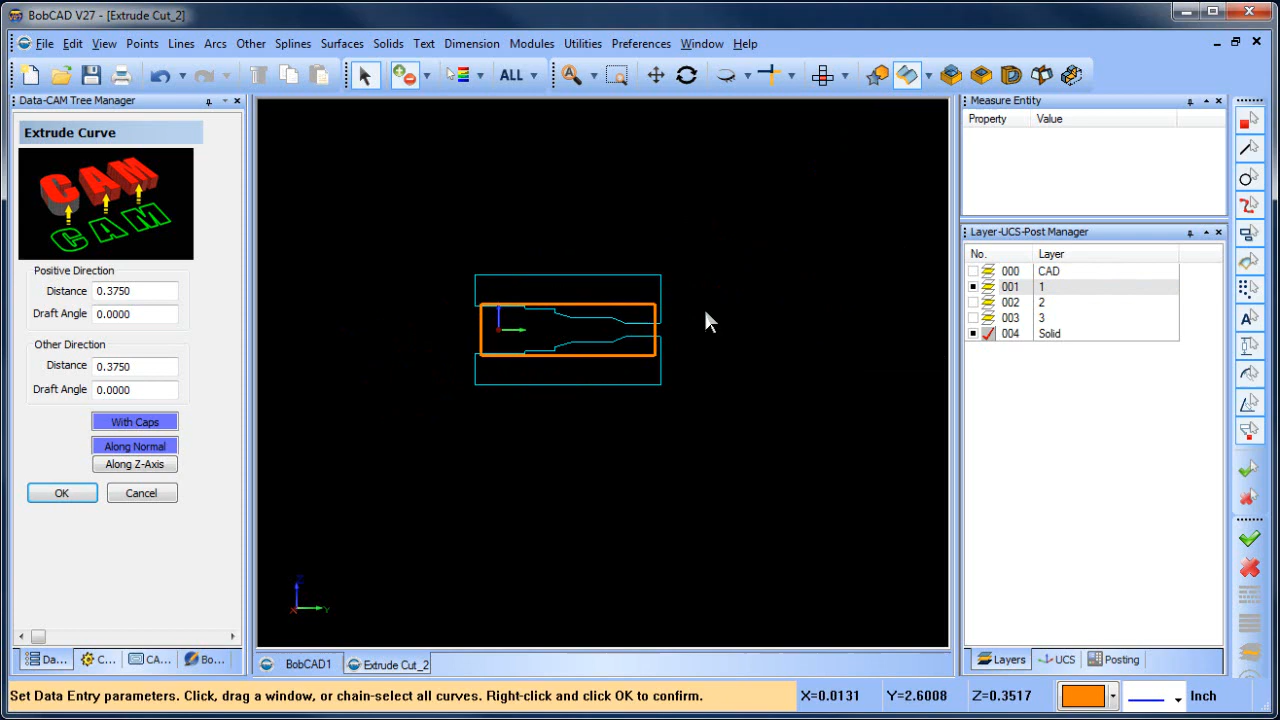 BobCAD V27 - [Extrude Cut_2]
File Edit View Points Lines Arcs Other Splines Surfaces Solids Text Dimension Modules Utilities Preferences Window Help
ALL
Data-CAM Tree Manager
Extrude Curve
CAM
CAM
Positive Direction
Distance 0.3750
Draft Angle 0.0000
Other Direction
Distance 0.3750
Draft Angle 0.0000
With Caps
Along Normal
Along Z-Axis
OK Cancel
Da... C... CA... Bo...
X Y
BobCAD1 Extrude Cut_2
Measure Entity
Property Value
Layer-UCS-Post Manager
No. Layer
000 CAD
001 1
002 2
003 3
004 Solid
Layers UCS Posting
Set Data Entry parameters. Click, drag a window, or chain-select all curves. Right-click and click OK to confirm. X=0.0131 Y=2.6008 Z=0.3517 Inch